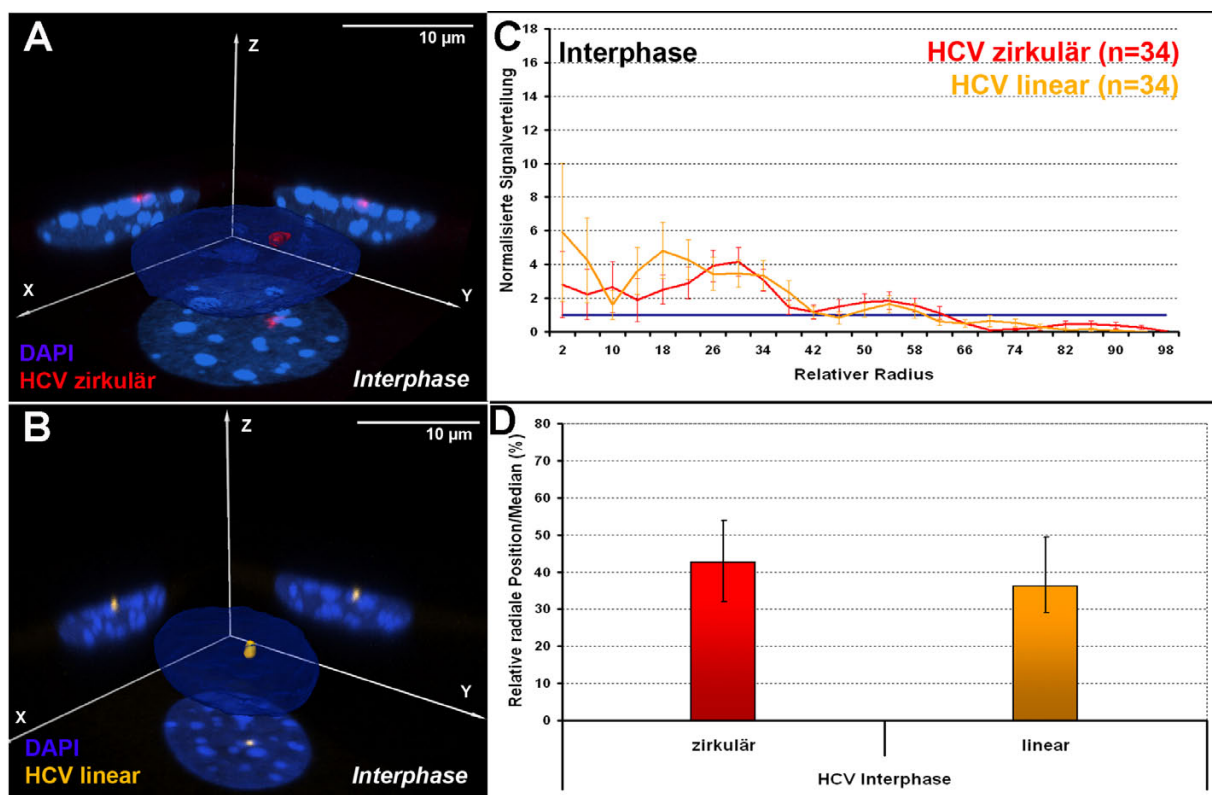 A
10 µm
Z
X
Y
DAPI
HCV zirkulär
Interphase
B
10 µm
Z
X
Y
DAPI
HCV linear
Interphase
C
Interphase
HCV zirkulär (n=34)
HCV linear (n=34)
Normalisierte Signalverteilung
18
16
14
12
10
8
6
4
2
0
2 10 18 26 34 42 50 58 66 74 82 90 98
Relativer Radius
D
Relative radiale Position/Median (%)
80
70
60
50
40
30
20
10
0
zirkulär linear
HCV Interphase